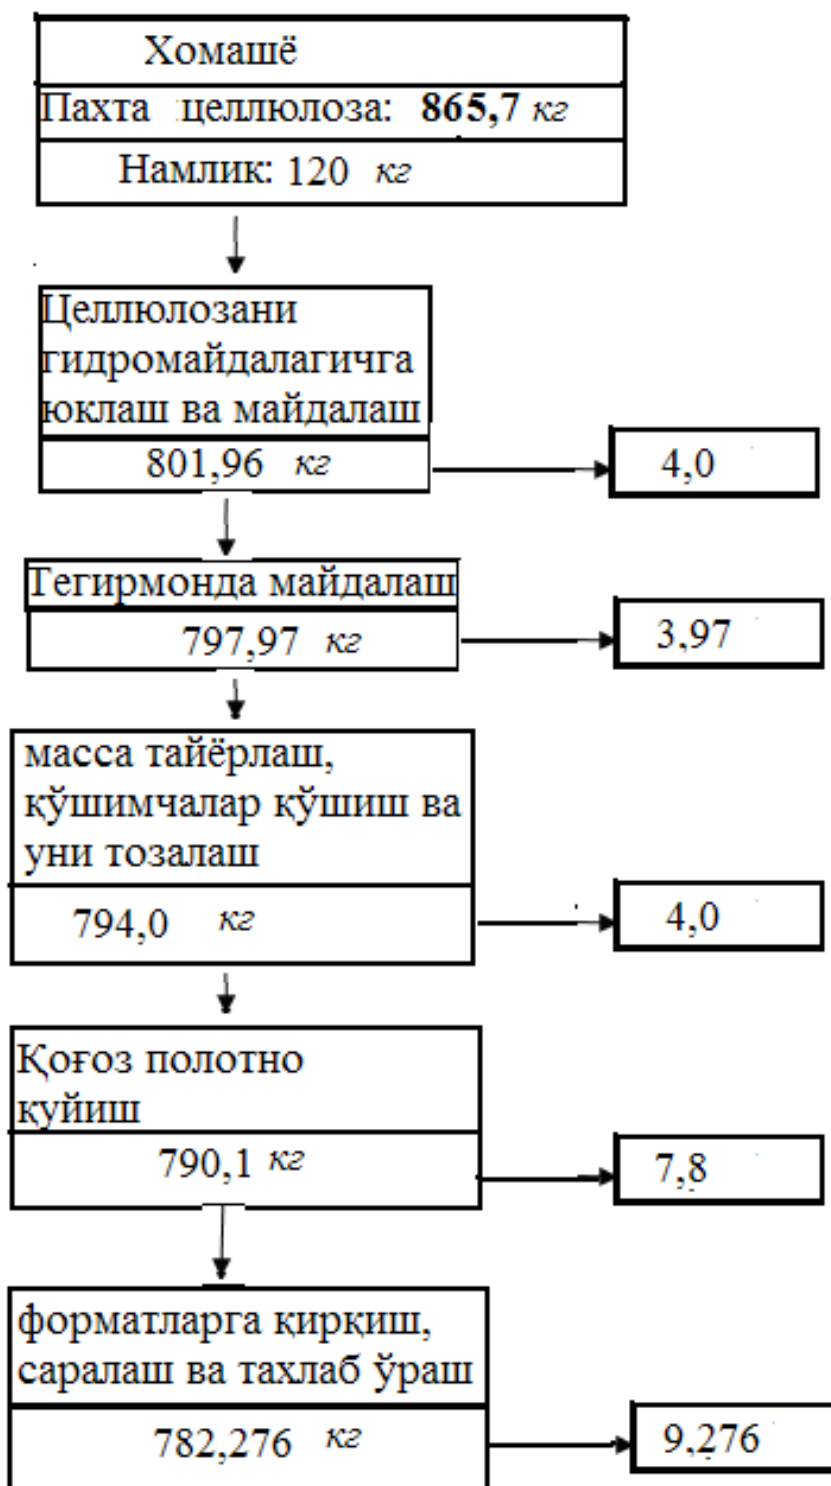 Хомашё
Пахта целлюлоза: 865,7 кг
Намлик: 120 кг
Целлюлозани
гидромайдалагичга
юклаш ва майдалаш
801,96 кг
4,0
Тегирмонда майдалаш
797,97 кг
3,97
масса тайёрлаш,
қўшимчалар қўшиш ва
уни тозалаш
794,0 кг
4,0
Қоғоз полотно
қуйиш
790,1 кг
7,8
форматларга қирқиш,
саралаш ва тахлаб ўраш
782,276 кг
9,276